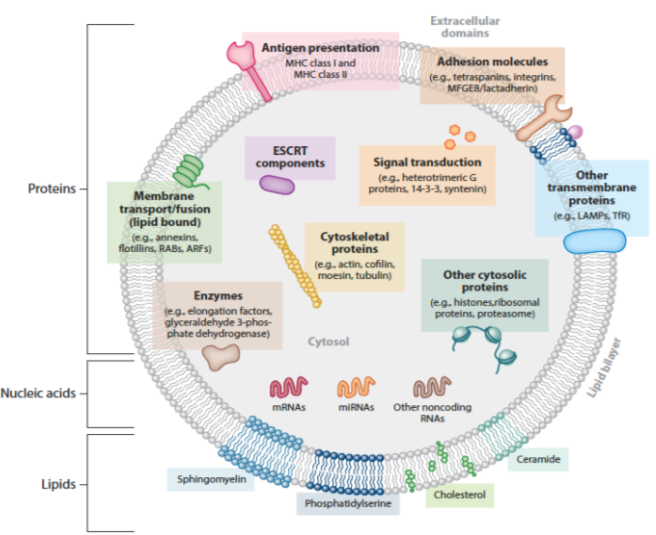 Extracellular
domains
Antigen presentation
MHC class I and
MHC class II
Adhesion molecules
(e.g., tetraspanins, integrins,
MFGE8/lactadherin)
ESCRT
components
Signal transduction
(e.g., heterotrimeric G
proteins, 14-3-3, syntenin)
Other
transmembrane
proteins
(e.g., LAMPs, TfR)
Proteins
Membrane
transport/fusion
(lipid bound)
(e.g., annexins,
flotillins, RABs, ARFs)
Cytoskeletal
proteins
(e.g., actin, cofilin,
moesin, tubulin)
Other cytosolic
proteins
(e.g., histones,ribosomal
proteins, proteasome)
Enzymes
(e.g., elongation factors,
glyceraldehyde 3-phos-
phate dehydrogenase)
Cytosol
Lipid bilayer
Nucleic acids
mRNAs
miRNAs
Other noncoding
RNAs
Lipids
Sphingomyelin
Phosphatidylserine
Cholesterol
Ceramide